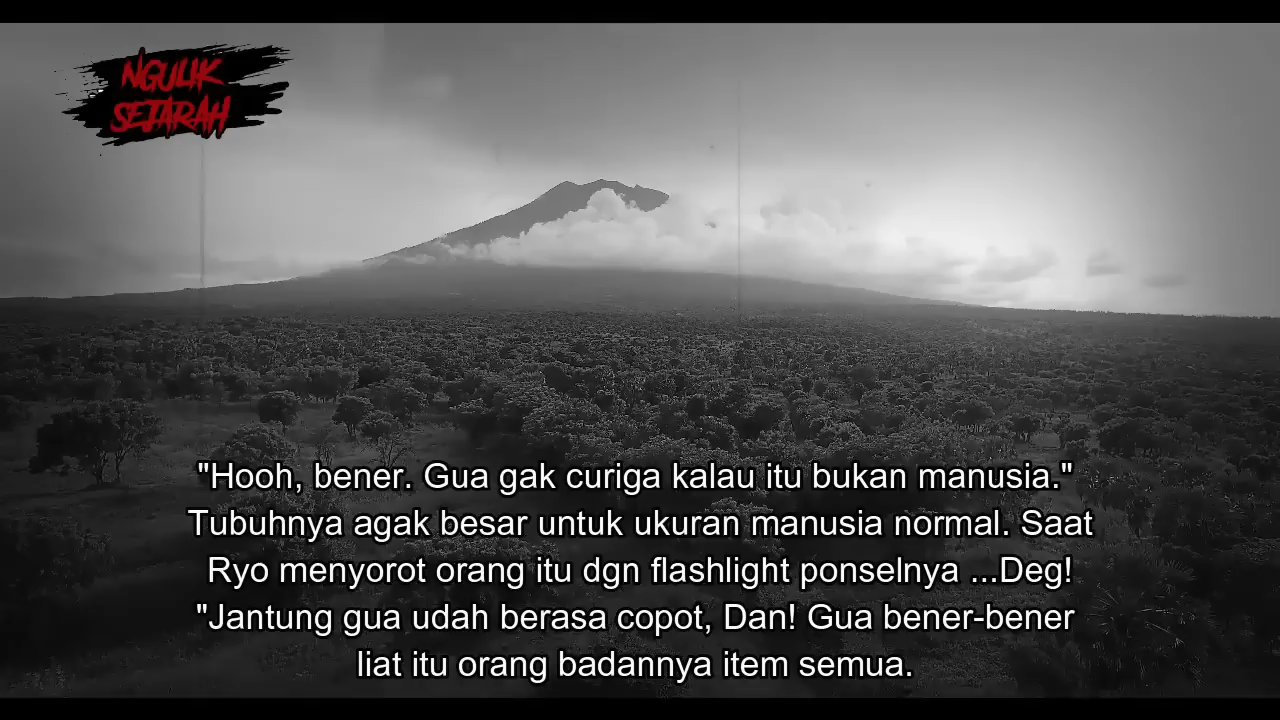 NGULIK
SEJARAH
"Hooh, bener. Gua gak curiga kalau itu bukan manusia."
Tubuhnya agak besar untuk ukuran manusia normal. Saat
Ryo menyorot orang itu dgn flashlight ponselnya ...Deg!
"Jantung gua udah berasa copot, Dan! Gua bener-bener
liat itu orang badannya item semua.